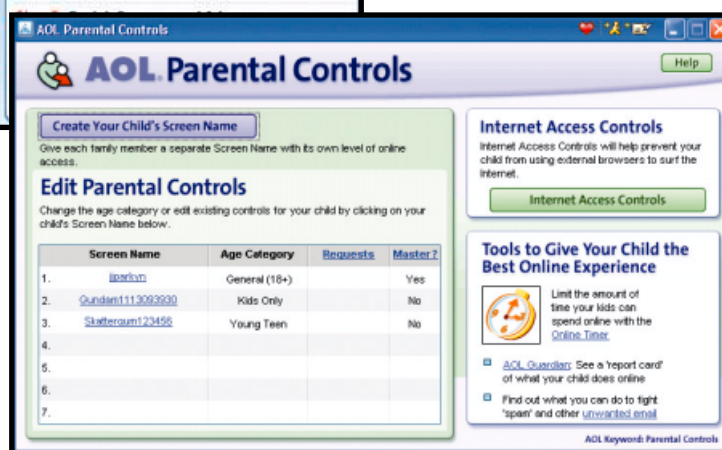 AOL Parental Controls
AOL Parental Controls
Help
Create Your Child's Screen Name
Give each family member a separate Screen Name with its own level of online
access.
Edit Parental Controls
Change the age category or edit existing controls for your child by clicking on your
child's Screen Name below.
Screen Name Age Category Requests Master?
1. General (18+) Yes
2. Gundam1113093930 Kids Only No
3. Skattergum123456 Young Teen No
4.
5.
6.
7.
Internet Access Controls
Internet Access Controls will help prevent your
child from using external browsers to surf the
Internet.
Internet Access Controls
Tools to Give Your Child the
Best Online Experience
Limit the amount of
time your kids can
spend online with the
Online Timer
AOL Guardian: See a 'report card'
of what your child does online
Find out what you can do to fight
'spam' and other unwanted email
AOL Keyword: Parental Controls